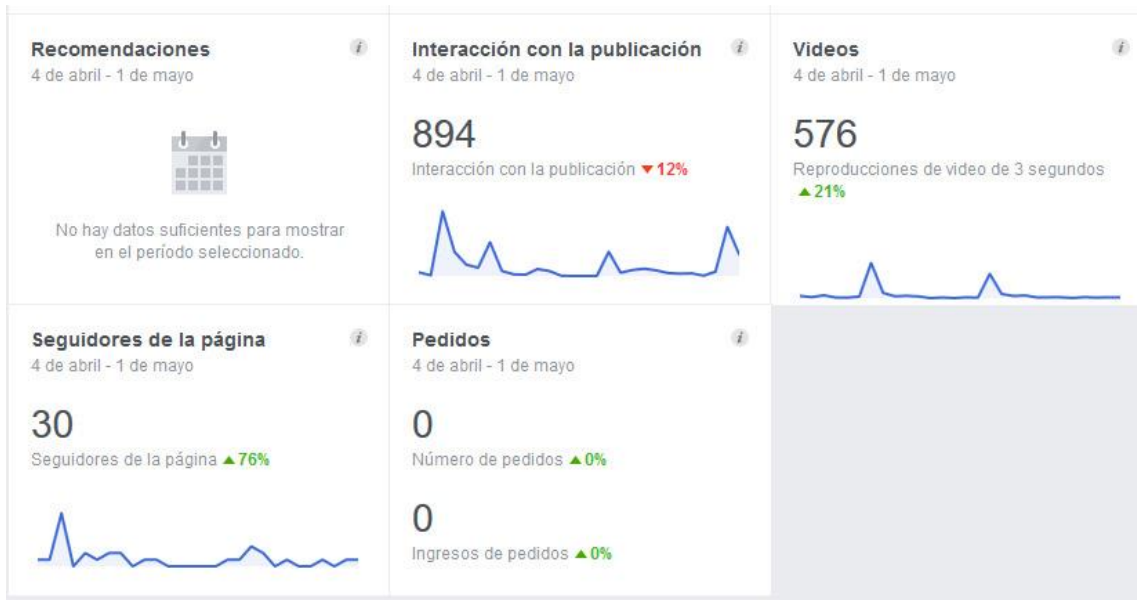 Recomendaciones
4 de abril - 1 de mayo
No hay datos suficientes para mostrar
en el período seleccionado.
Interacción con la publicación
4 de abril - 1 de mayo
894
Interacción con la publicación ▼12%
Videos
4 de abril - 1 de mayo
576
Reproducciones de video de 3 segundos
▲21%
Seguidores de la página
4 de abril - 1 de mayo
30
Seguidores de la página ▲76%
Pedidos
4 de abril - 1 de mayo
0
Número de pedidos ▲0%
0
Ingresos de pedidos ▲0%